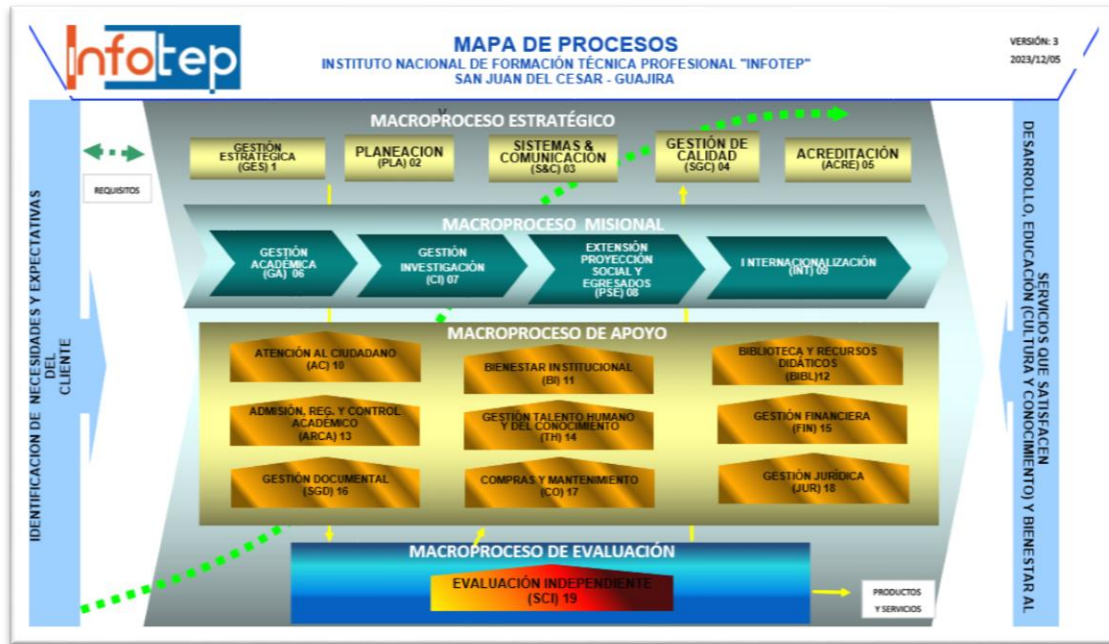 Infotep
MAPA DE PROCESOS
INSTITUTO NACIONAL DE FORMACIÓN TÉCNICA PROFESIONAL "INFOTEP"
SAN JUAN DEL CESAR - GUAJIRA
VERSIÓN: 3
2023/12/05
IDENTIFICACION DE NECESIDADES Y EXPECTATIVAS
DEL
CLIENTE
REQUISITOS
MACROPROCESO ESTRATÉGICO
GESTIÓN
ESTRATÉGICA
(GES) 1
PLANEACION
(PLA) 02
SISTEMAS &
COMUNICACIÓN
(S&C) 03
GESTIÓN DE
CALIDAD
(SGC) 04
ACREDITACIÓN
(ACRE) 05
MACROPROCESO MISIONAL
GESTIÓN
ACADÉMICA
(GA) 06
GESTIÓN
INVESTIGACIÓN
(CI) 07
EXTENSIÓN
PROYECCIÓN
SOCIAL Y
EGRESADOS
(PSE) 08
I NTERNACIONALIZACIÓN
(INT) 09
MACROPROCESO DE APOYO
ATENCIÓN AL CIUDADANO
(AC) 10
BIENESTAR INSTITUCIONAL
(BI) 11
BIBLIOTECA Y RECURSOS
DIDÁTICOS
(BIBL)12
ADMISIÓN, REG. Y CONTROL
ACADÉMICO
(ARCA) 13
GESTIÓN TALENTO HUMANO
Y DEL CONOCIMIENTO
(TH) 14
GESTIÓN FINANCIERA
(FIN) 15
GESTIÓN DOCUMENTAL
(SGD) 16
COMPRAS Y MANTENIMIENTO
(CO) 17
GESTIÓN JURÍDICA
(JUR) 18
MACROPROCESO DE EVALUACIÓN
EVALUACIÓN INDEPENDIENTE
(SCI) 19
PRODUCTOS
Y SERVICIOS
SERVICIOS QUE SATISFACEN
DESARROLLO, EDUCACIÓN (CULTURA Y CONOCIMIENTO) Y BIENESTAR AL